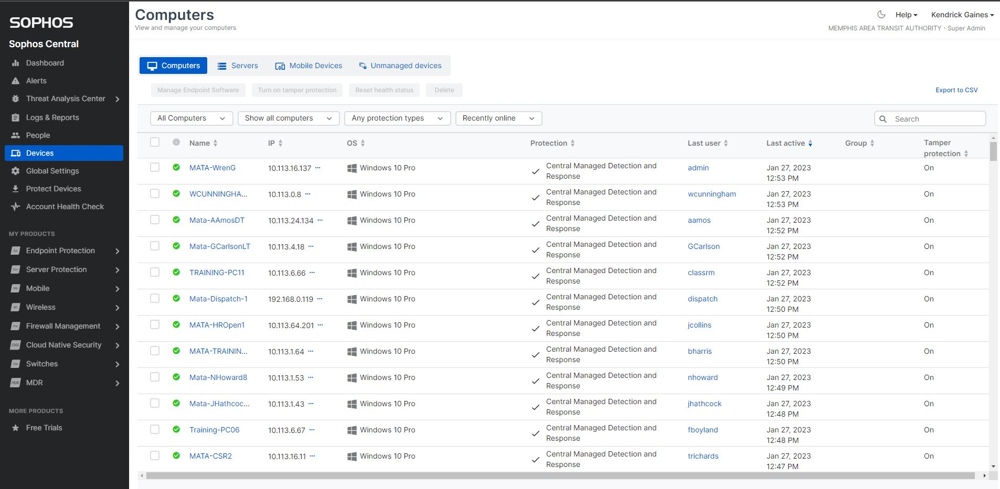 SOPHOS
Sophos Central
Dashboard
Alerts
Threat Analysis Center
Logs & Reports
People
Devices
Global Settings
Protect Devices
Account Health Check
MY PRODUCTS
Endpoint Protection
Server Protection
Mobile
Wireless
Firewall Management
Cloud Native Security
Switches
MDR
MORE PRODUCTS
Free Trials
Computers
View and manage your computers
Help
Kendrick Gaines
MEMPHIS AREA TRANSIT AUTHORITY · Super Admin
Computers Servers Mobile Devices Unmanaged devices
Manage Endpoint Software Turn on tamper protection Reset health status Delete
Export to CSV
All Computers Show all computers Any protection types Recently online
Search
Name IP OS Protection Last user Last active Group Tamper
protection
MATA-WrenG 10.113.16.137 ··· Windows 10 Pro Central Managed Detection and admin Jan 27, 2023 On
Response 12:53 PM
WCUNNINGHA... 10.113.0.8 ··· Windows 10 Pro Central Managed Detection and wcunningham Jan 27, 2023 On
Response 12:53 PM
Mata-AAmosDT 10.113.24.134 ··· Windows 10 Pro Central Managed Detection and aamos Jan 27, 2023 On
Response 12:52 PM
Mata-GCarlsonLT 10.113.4.18 ··· Windows 10 Pro Central Managed Detection and GCarlson Jan 27, 2023 On
Response 12:52 PM
TRAINING-PC11 10.113.6.66 ··· Windows 10 Pro Central Managed Detection and classrm Jan 27, 2023 On
Response 12:52 PM
Mata-Dispatch-1 192.168.0.119 ··· Windows 10 Pro Central Managed Detection and dispatch Jan 27, 2023 On
Response 12:50 PM
MATA-HROpen1 10.113.64.201 ··· Windows 10 Pro Central Managed Detection and jcollins Jan 27, 2023 On
Response 12:50 PM
MATA-TRAININ... 10.113.1.64 ··· Windows 10 Pro Central Managed Detection and bharris Jan 27, 2023 On
Response 12:50 PM
Mata-NHoward8 10.113.1.53 ··· Windows 10 Pro Central Managed Detection and nhoward Jan 27, 2023 On
Response 12:49 PM
Mata-JHathcoc... 10.113.1.43 ··· Windows 10 Pro Central Managed Detection and jhathcock Jan 27, 2023 On
Response 12:48 PM
Training-PC06 10.113.6.67 ··· Windows 10 Pro Central Managed Detection and fboyland Jan 27, 2023 On
Response 12:48 PM
MATA-CSR2 10.113.16.11 ··· Windows 10 Pro Central Managed Detection and trichards Jan 27, 2023 On
Response 12:47 PM